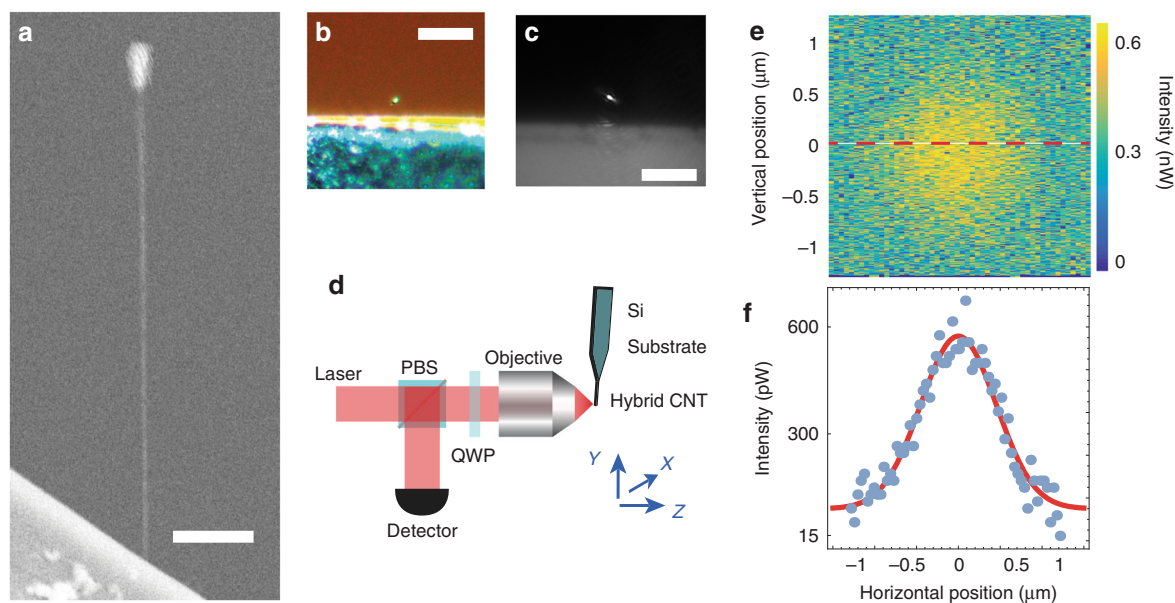 a
b
c
d
Laser
PBS
Objective
QWP
Detector
Si
Substrate
Hybrid CNT
Y
X
Z
e
Vertical position (μm)
1
0.5
0
–0.5
–1
0.6
0.3
0
Intensity (nW)
f
Intensity (pW)
600
300
15
–1
–0.5
0
0.5
1
Horizontal position (μm)